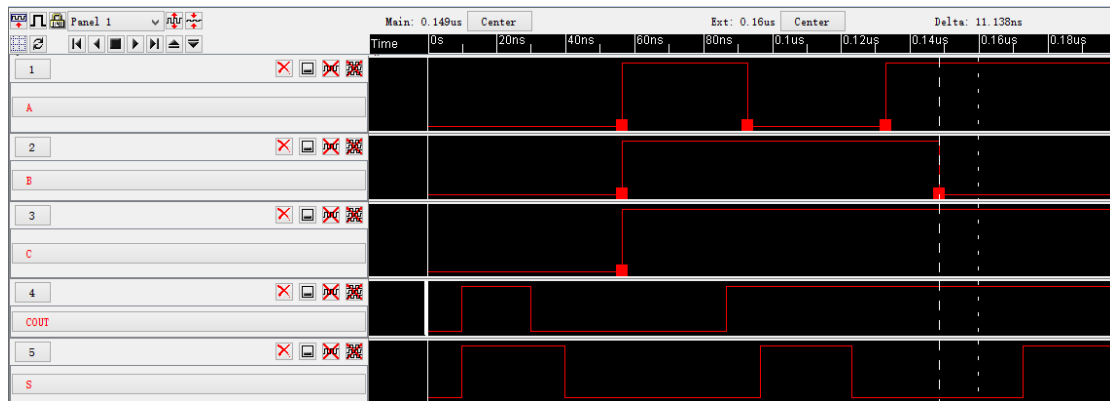 Panel 1 Main: 0.149us Center Ext: 0.16us Center Delta: 11.138ns
Time 0s 20ns 40ns 60ns 80ns 0.1us 0.12us 0.14us 0.16us 0.18us
1
A
2
B
3
C
4
COUT
5
S